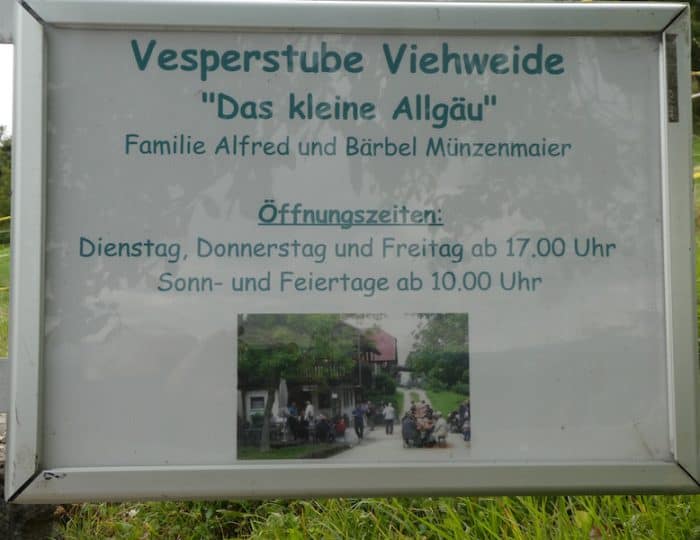 Vesperstube Viehweide
"Das kleine Allgäu"
Familie Alfred und Bärbel Münzenmaier
Öffnungszeiten:
Dienstag, Donnerstag und Freitag ab 17.00 Uhr
Sonn- und Feiertage ab 10.00 Uhr